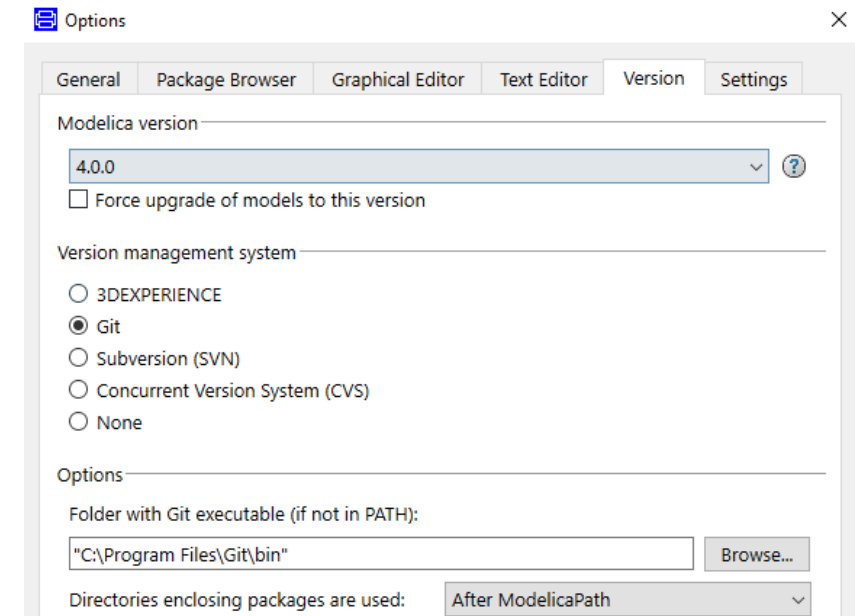 Options
General Package Browser Graphical Editor Text Editor Version Settings
Modelica version
4.0.0
Force upgrade of models to this version
Version management system
3DEXPERIENCE
Git
Subversion (SVN)
Concurrent Version System (CVS)
None
Options
Folder with Git executable (if not in PATH):
"C:\Program Files\Git\bin" Browse...
Directories enclosing packages are used: After ModelicaPath